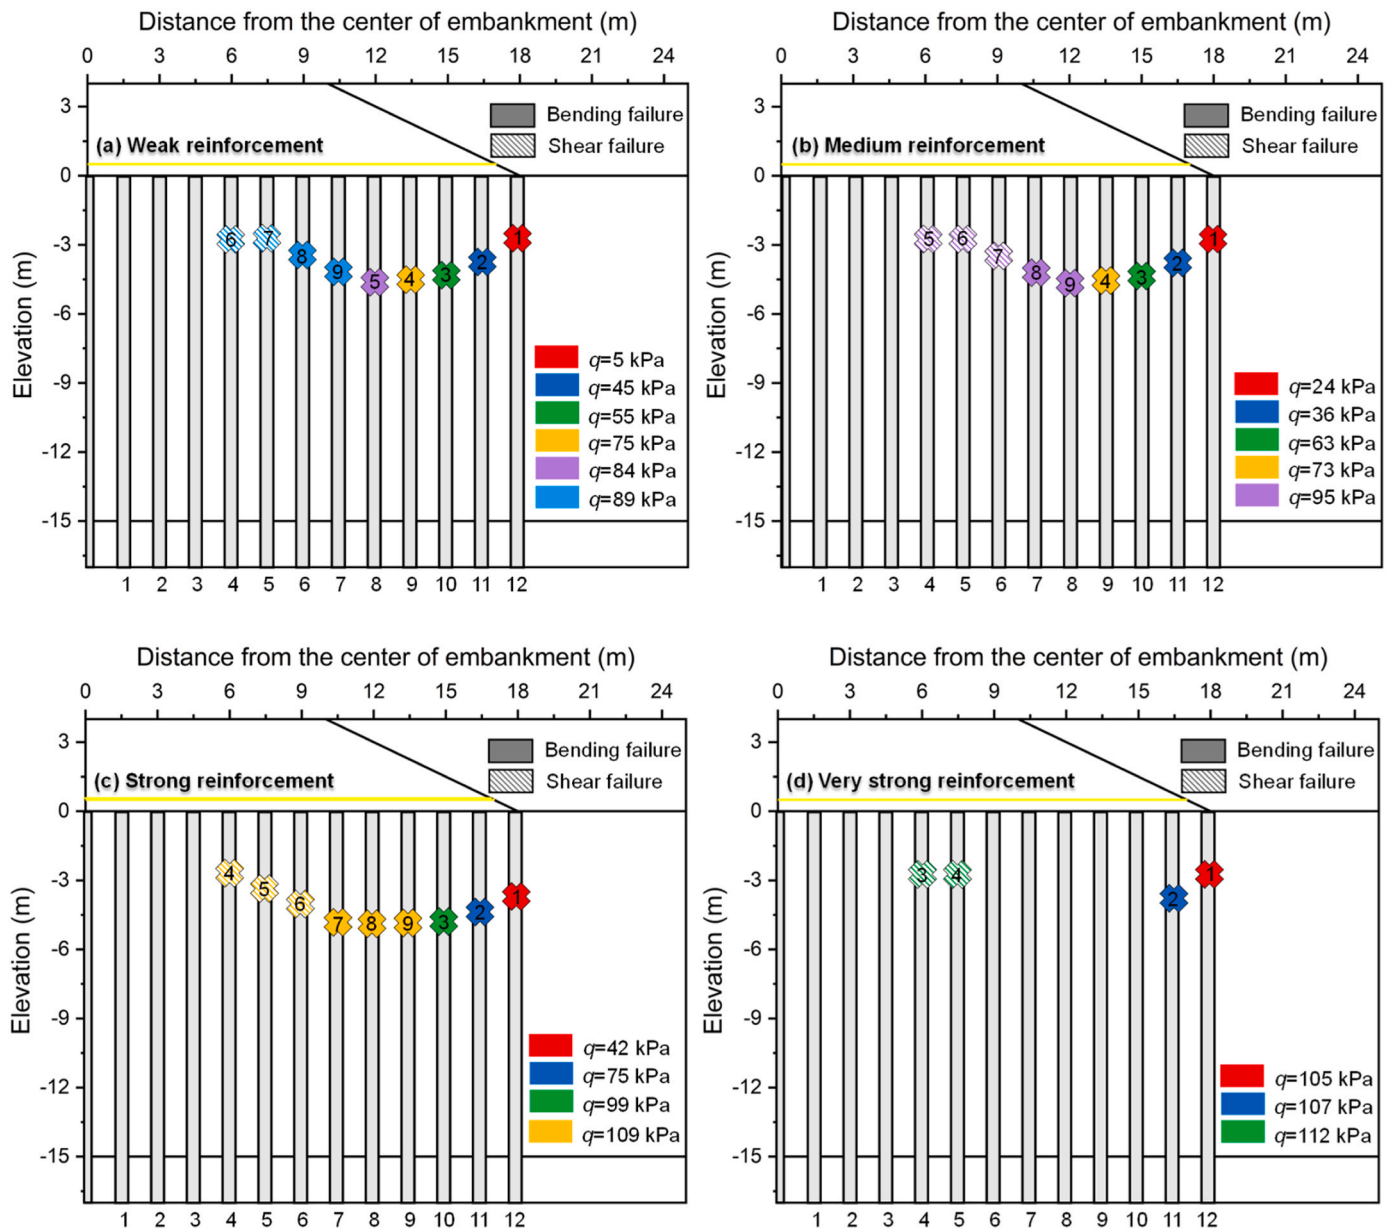 Distance from the center of embankment (m)
0 3 6 9 12 15 18 21 24
3
0
-3
-6
-9
-12
-15
Elevation (m)
(a) Weak reinforcement
Bending failure
Shear failure
6 7 8 9 5 4 3 2 1
q=5 kPa
q=45 kPa
q=55 kPa
q=75 kPa
q=84 kPa
q=89 kPa
1 2 3 4 5 6 7 8 9 10 11 12
Distance from the center of embankment (m)
0 3 6 9 12 15 18 21 24
3
0
-3
-6
-9
-12
-15
Elevation (m)
(b) Medium reinforcement
Bending failure
Shear failure
5 6 7 8 9 4 3 2 1
q=24 kPa
q=36 kPa
q=63 kPa
q=73 kPa
q=95 kPa
1 2 3 4 5 6 7 8 9 10 11 12
Distance from the center of embankment (m)
0 3 6 9 12 15 18 21 24
3
0
-3
-6
-9
-12
-15
Elevation (m)
(c) Strong reinforcement
Bending failure
Shear failure
4 5 6 7 8 9 3 2 1
q=42 kPa
q=75 kPa
q=99 kPa
q=109 kPa
1 2 3 4 5 6 7 8 9 10 11 12
Distance from the center of embankment (m)
0 3 6 9 12 15 18 21 24
3
0
-3
-6
-9
-12
-15
Elevation (m)
(d) Very strong reinforcement
Bending failure
Shear failure
3 4 2 1
q=105 kPa
q=107 kPa
q=112 kPa
1 2 3 4 5 6 7 8 9 10 11 12